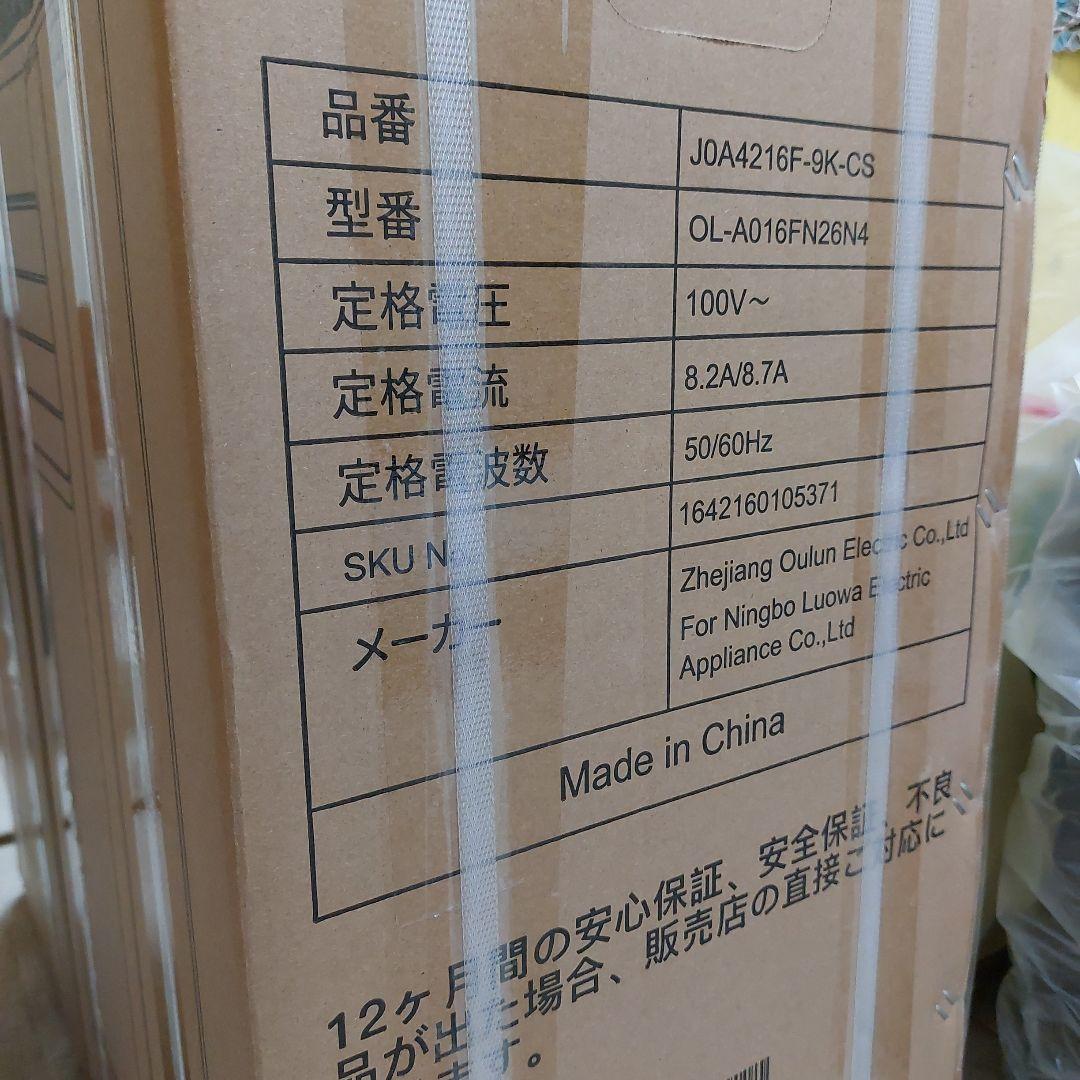 品番 J0A4216F-9K-CS
型番 OL-A016FN26N4
定格電圧 100V～
定格電流 8.2A/8.7A
定格電波数 50/60Hz
SKU N 1642160105371
メーカー Zhejiang Oulun Electric Co.,Ltd
For Ningbo Luowa Electric
Appliance Co.,Ltd
Made in China
12ヶ月間の安心保証、安全保証、不良
品が出た場合、販売店の直接ご対応に
ます。